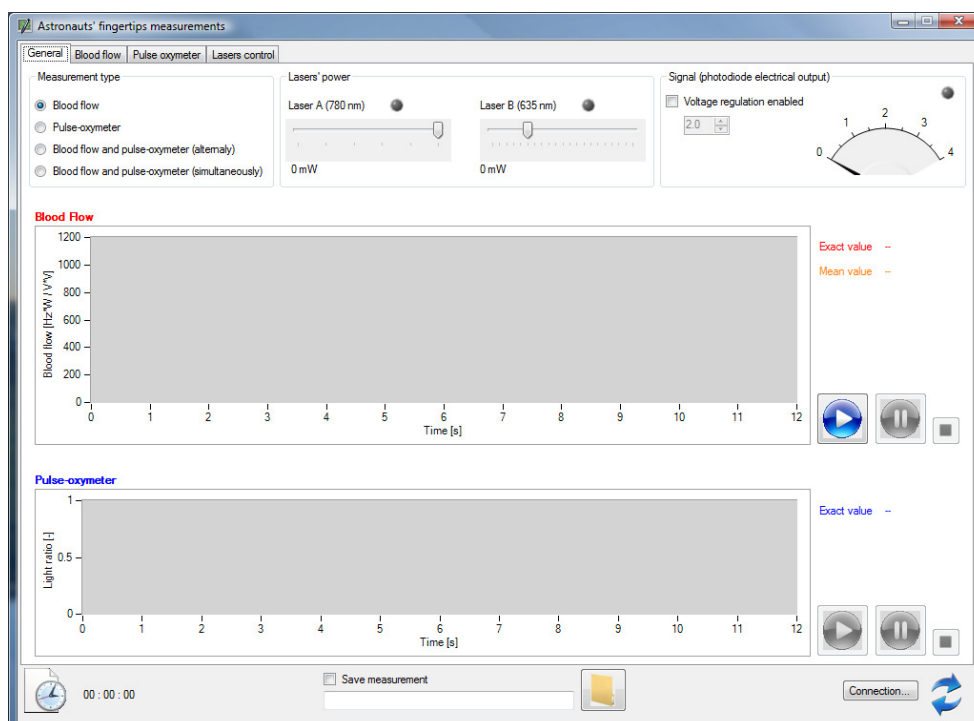 Astronauts' fingertips measurements
General Blood flow Pulse oxymeter Lasers control
Measurement type
Blood flow
Pulse-oxymeter
Blood flow and pulse-oxymeter (alternaly)
Blood flow and pulse-oxymeter (simultaneously)
Lasers' power
Laser A (780 nm) Laser B (635 nm)
0 mW 0 mW
Signal (photodiode electrical output)
Voltage regulation enabled
2.0
0 1 2 3 4
Blood Flow
Blood flow [Hz*W / V*V]
1200
1000
800
600
400
200
0
0 1 2 3 4 5 6 7 8 9 10 11 12
Time [s]
Exact value --
Mean value --
Pulse-oxymeter
Light ratio [-]
1
0.5
0
0 1 2 3 4 5 6 7 8 9 10 11 12
Time [s]
Exact value --
00 : 00 : 00
Save measurement
Connection...